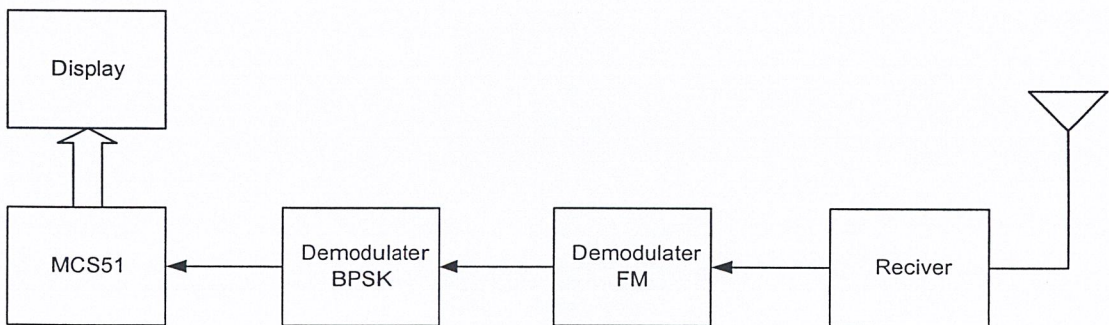 Display
MCS51
Demodulater
BPSK
Demodulater
FM
Reciver